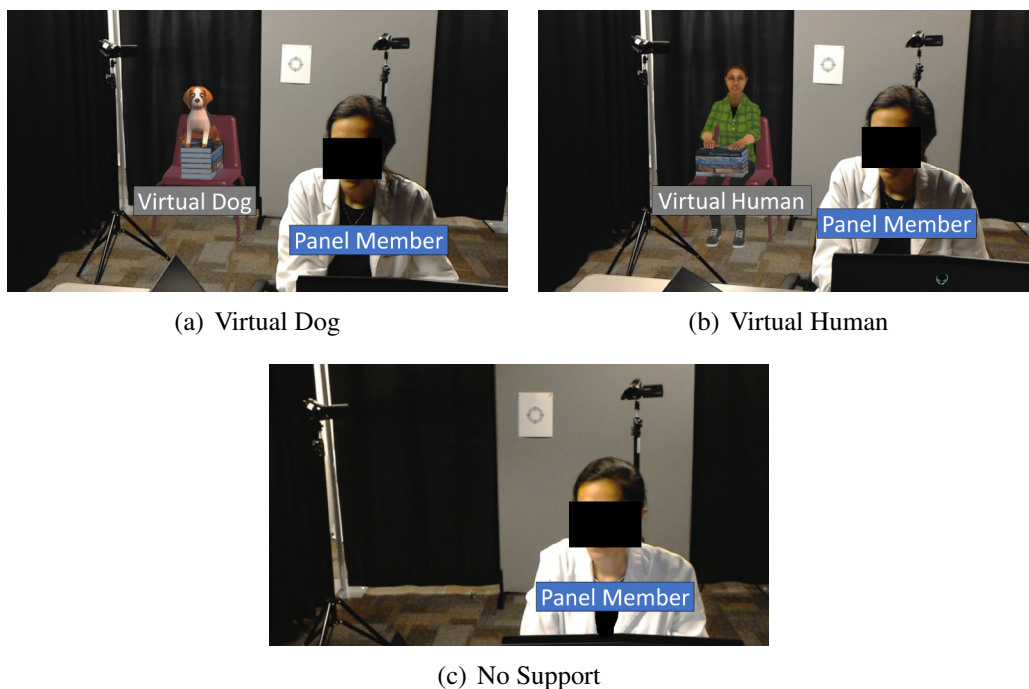 Virtual Dog
Panel Member
Virtual Human
Panel Member
(a) Virtual Dog
(b) Virtual Human
Panel Member
(c) No Support